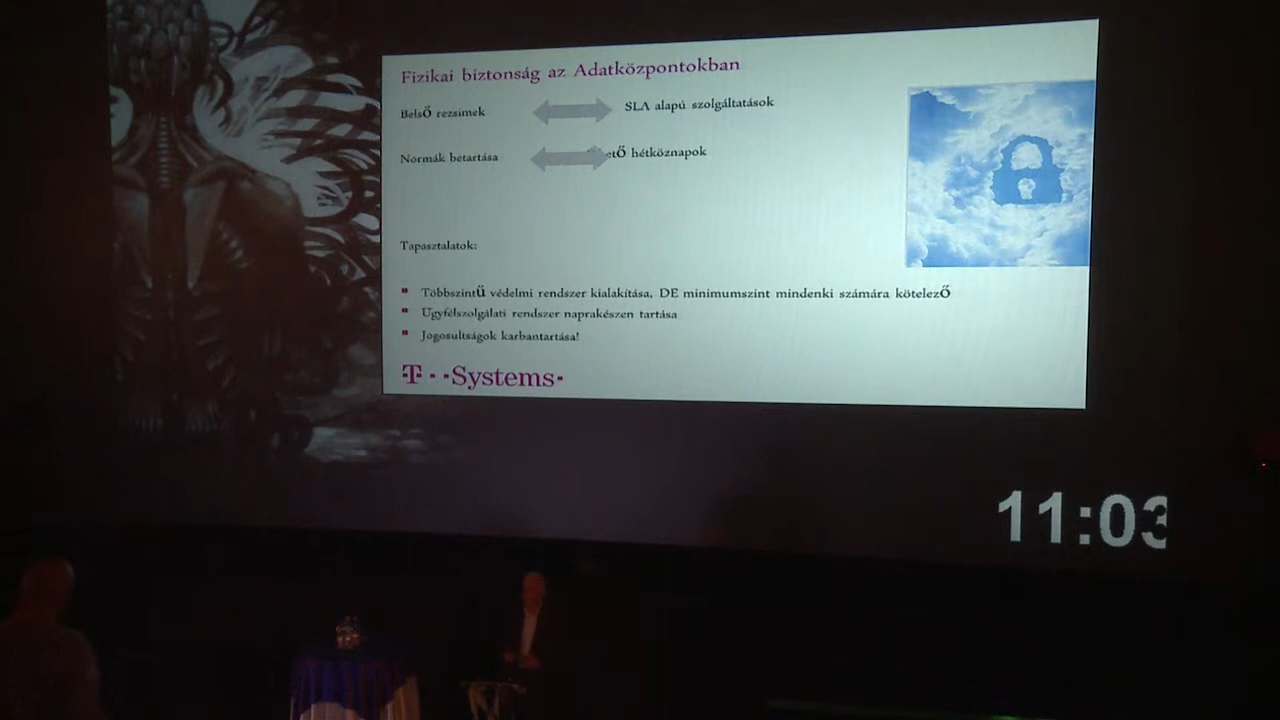 Fizikai biztonság az Adatközpontokban
Belső rezsimek SLA alapú szolgáltatások
Normák betartása hétköznapok
Tapasztalatok:
Többszintű védelmi rendszer kialakítása, DE minimumszint mindenki számára kötelező
Ügyfélszolgálati rendszer naprakészen tartása
Jogosultságok karbantartása!
T··Systems·
11:03